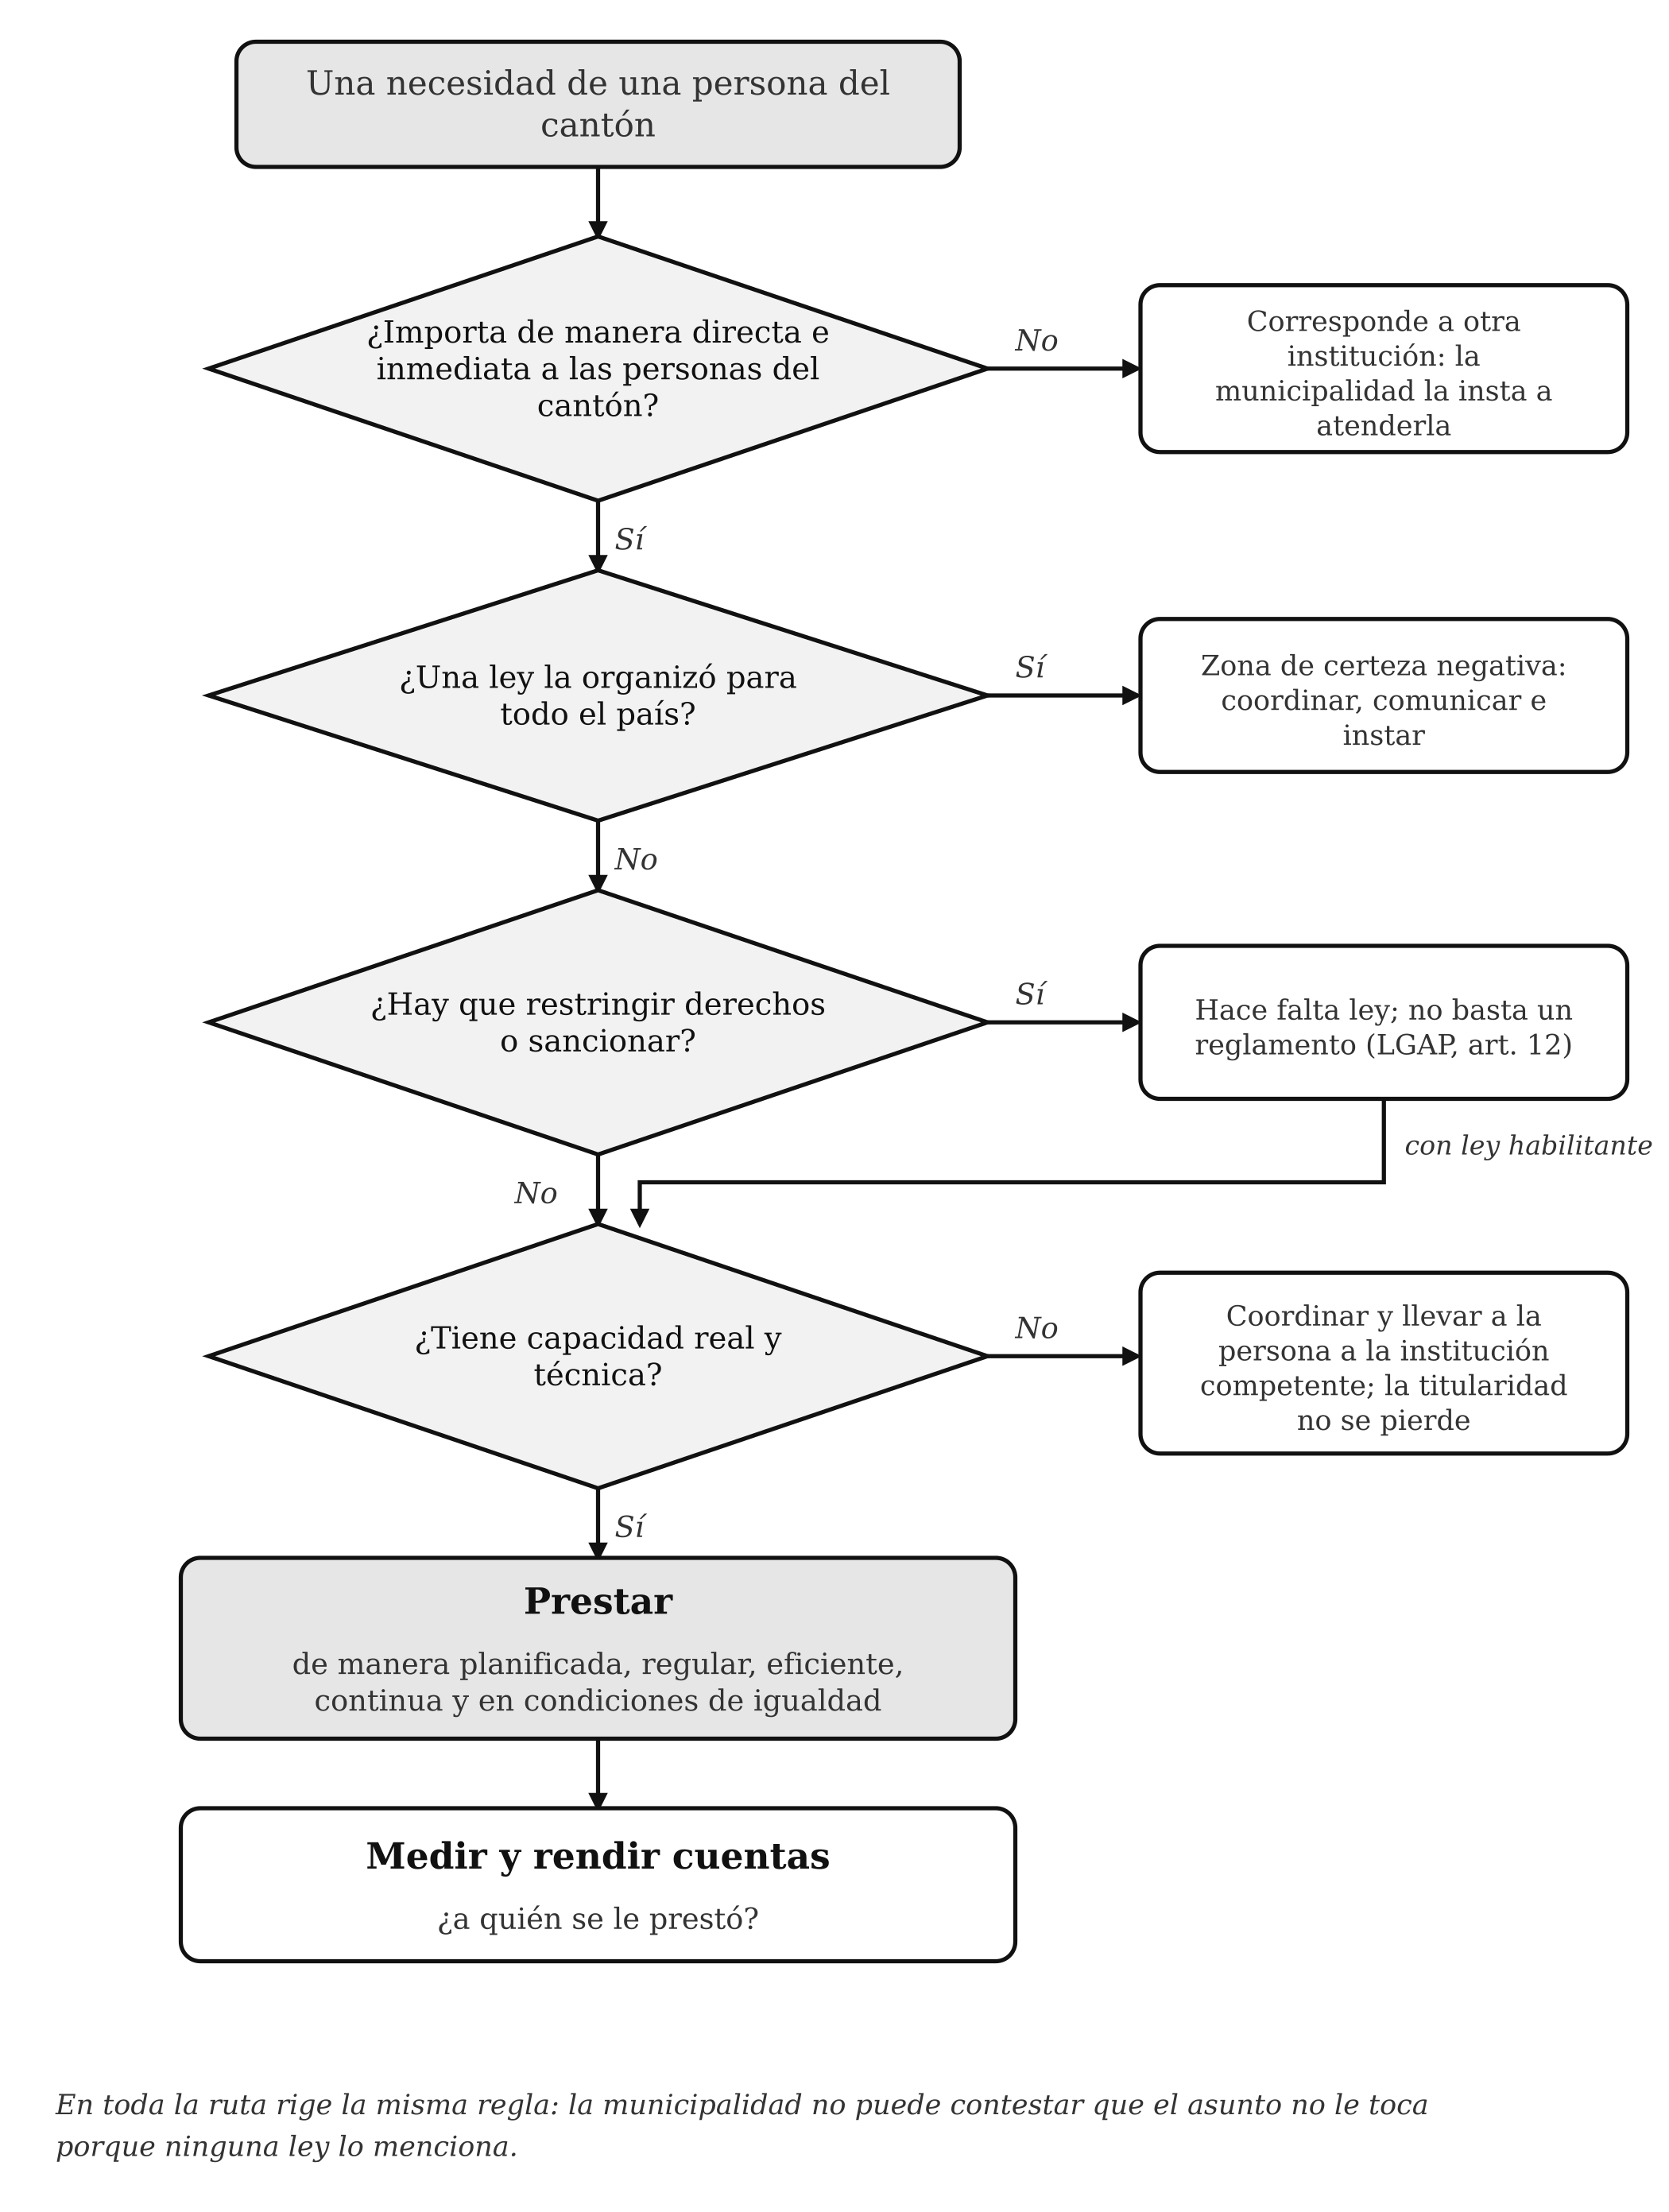 Una necesidad de una persona del
cantón
¿Importa de manera directa e
inmediata a las personas del
cantón?
No
Corresponde a otra
institución: la
municipalidad la insta a
atenderla
Sí
¿Una ley la organizó para
todo el país?
Sí
Zona de certeza negativa:
coordinar, comunicar e
instar
No
¿Hay que restringir derechos
o sancionar?
Sí
Hace falta ley; no basta un
reglamento (LGAP, art. 12)
con ley habilitante
No
¿Tiene capacidad real y
técnica?
No
Coordinar y llevar a la
persona a la institución
competente; la titularidad
no se pierde
Sí
Prestar
de manera planificada, regular, eficiente,
continua y en condiciones de igualdad
Medir y rendir cuentas
¿a quién se le prestó?
En toda la ruta rige la misma regla: la municipalidad no puede contestar que el asunto no le toca
porque ninguna ley lo menciona.